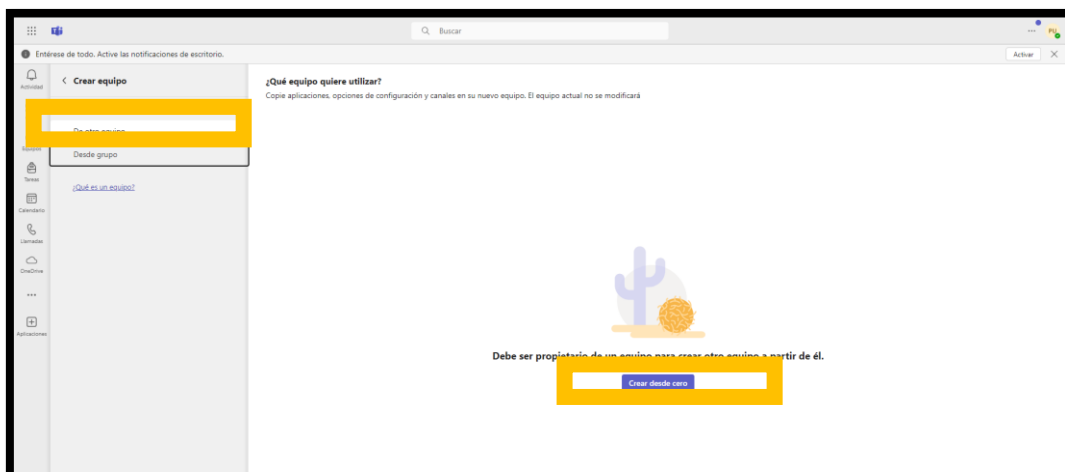 Buscar
PU
Entérese de todo. Active las notificaciones de escritorio.
Activar
Actividad
Crear equipo
¿Qué equipo quiere utilizar?
Copie aplicaciones, opciones de configuración y canales en su nuevo equipo. El equipo actual no se modificará
De otro equipo
Equipos
Desde grupo
Tareas
¿Qué es un equipo?
Calendario
Llamadas
OneDrive
Aplicaciones
Debe ser propietario de un equipo para crear otro equipo a partir de él.
Crear desde cero